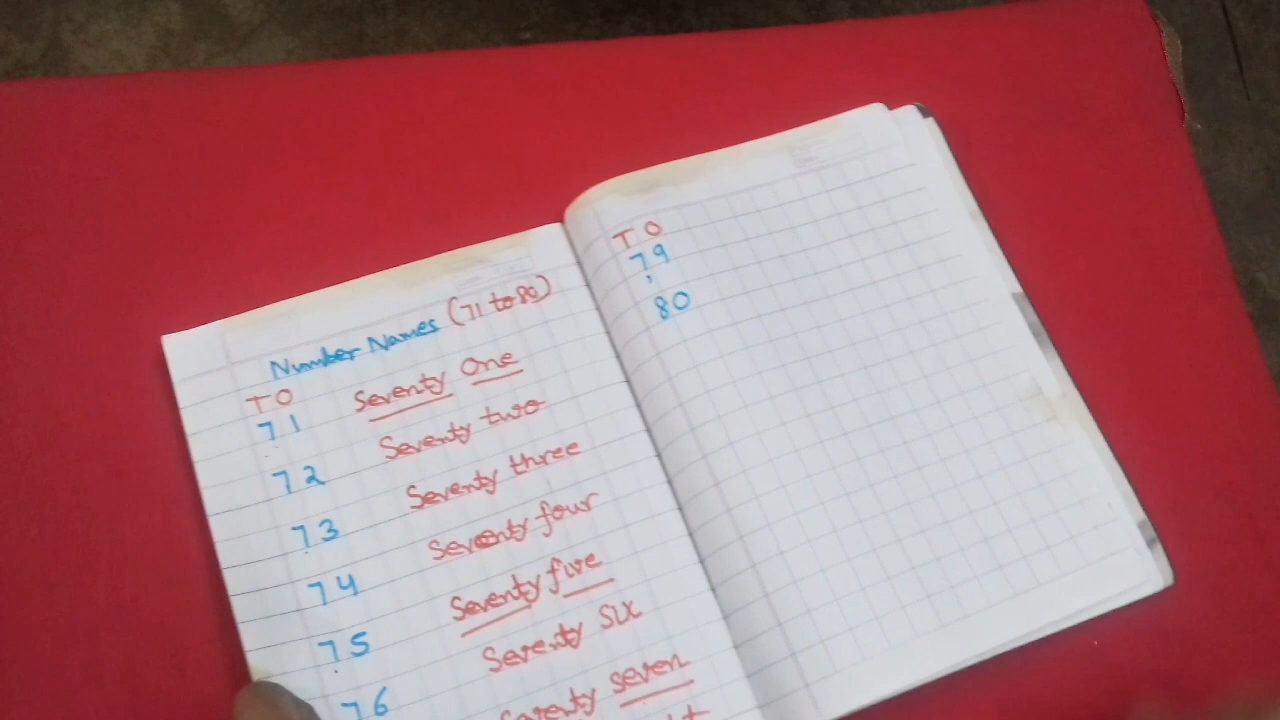 Number Names (71 to 80)
T O
71 Seventy One
72 Seventy two
73 Seventy three
74 Seventy four
75 Seventy five
76 Seventy six
Seventy seven
T O
79
80